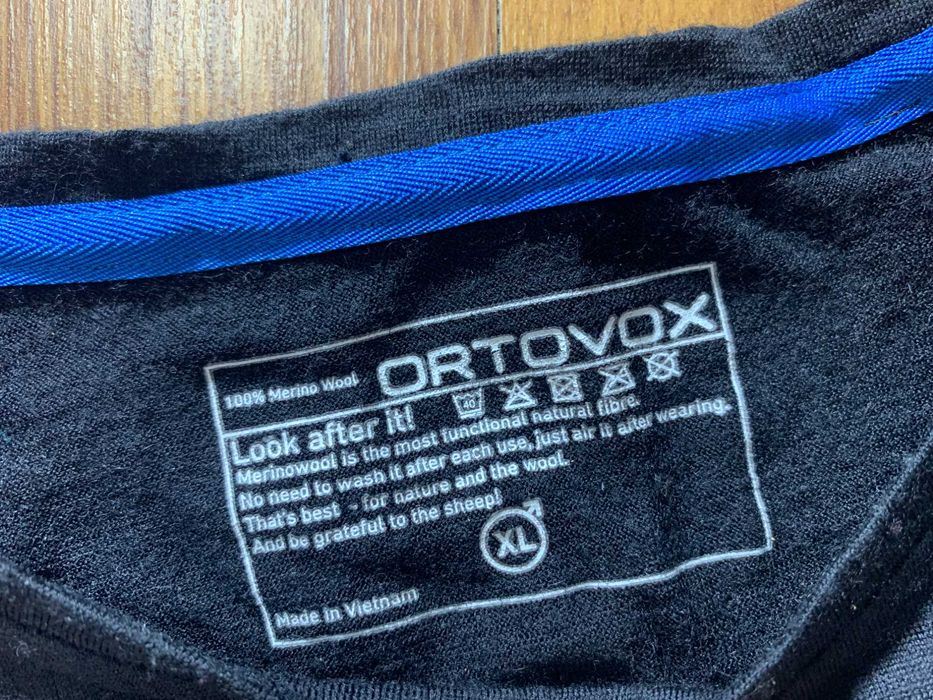 100% Merino Wool
ORTOVOX
40
Look after it!
Merinowool is the most functional natural fibre.
No need to wash it after each use, just air it after wearing.
That's best - for nature and the wool.
And be grateful to the sheep!
XL
Made in Vietnam